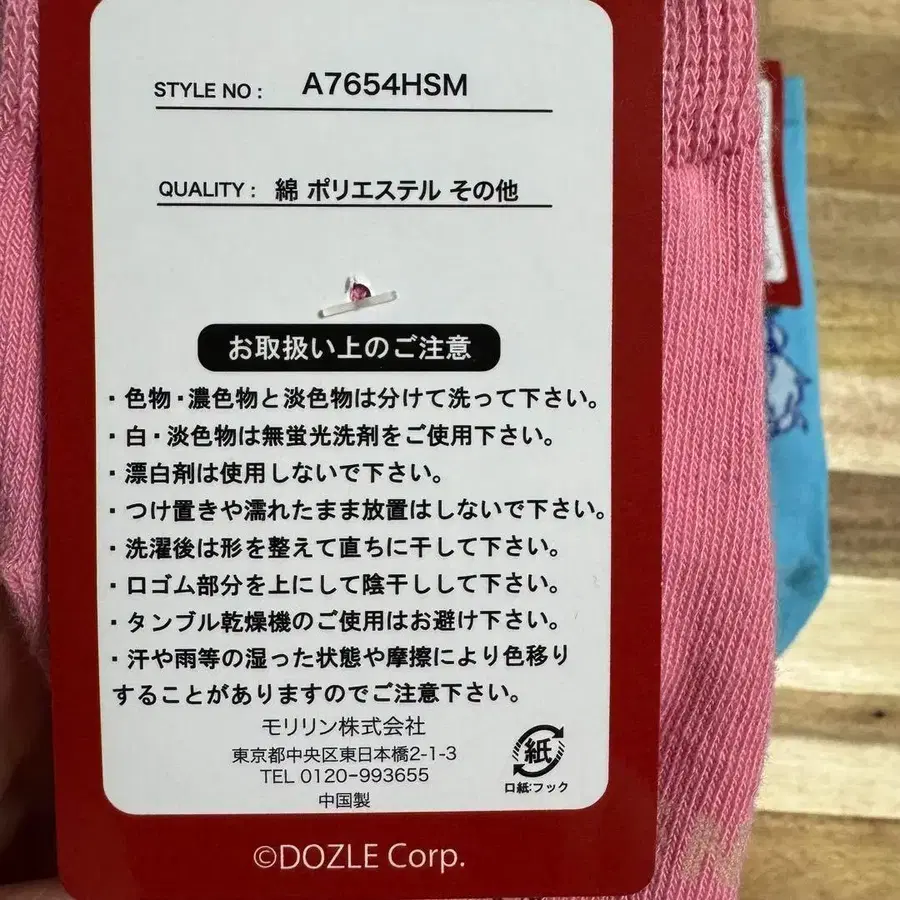 STYLE NO : A7654HSM
QUALITY : 綿 ポリエステル その他
お取扱い上のご注意
・色物・濃色物と淡色物は分けて洗って下さい。
・白・淡色物は無蛍光洗剤をご使用下さい。
・漂白剤は使用しないで下さい。
・つけ置きや濡れたまま放置はしないで下さい。
・洗濯後は形を整えて直ちに干して下さい。
・口ゴム部分を上にして陰干しして下さい。
・タンブル乾燥機のご使用はお避け下さい。
・汗や雨等の湿った状態や摩擦により色移り
することがありますのでご注意下さい。
モリリン株式会社
東京都中央区東日本橋2-1-3
TEL 0120-993655
中国製
紙
口紙:フック
©DOZLE Corp.